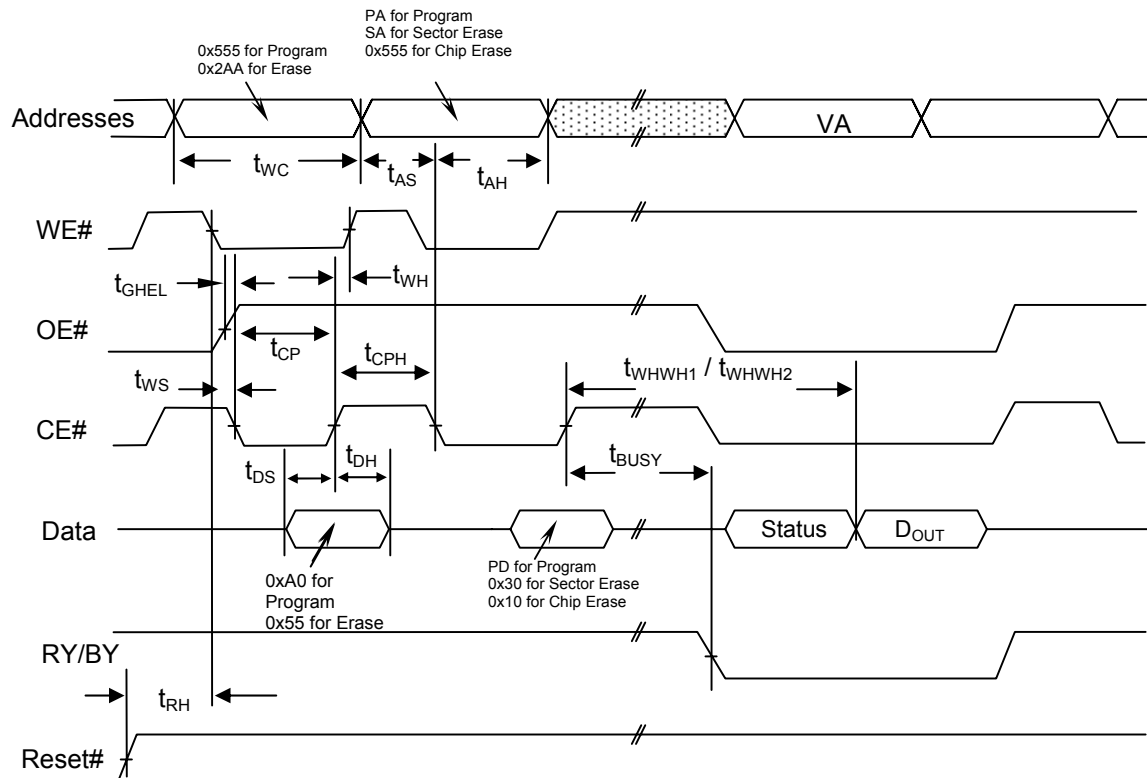 PA for Program
SA for Sector Erase
0x555 for Chip Erase
0x555 for Program
0x2AA for Erase
Addresses
VA
tWC
tAS
tAH
WE#
tGHEL
tWH
OE#
tCP
tCPH
tWHWH1 / tWHWH2
tWS
CE#
tDS
tDH
tBUSY
Data
Status
DOUT
0xA0 for
Program
0x55 for Erase
PD for Program
0x30 for Sector Erase
0x10 for Chip Erase
RY/BY
tRH
Reset#